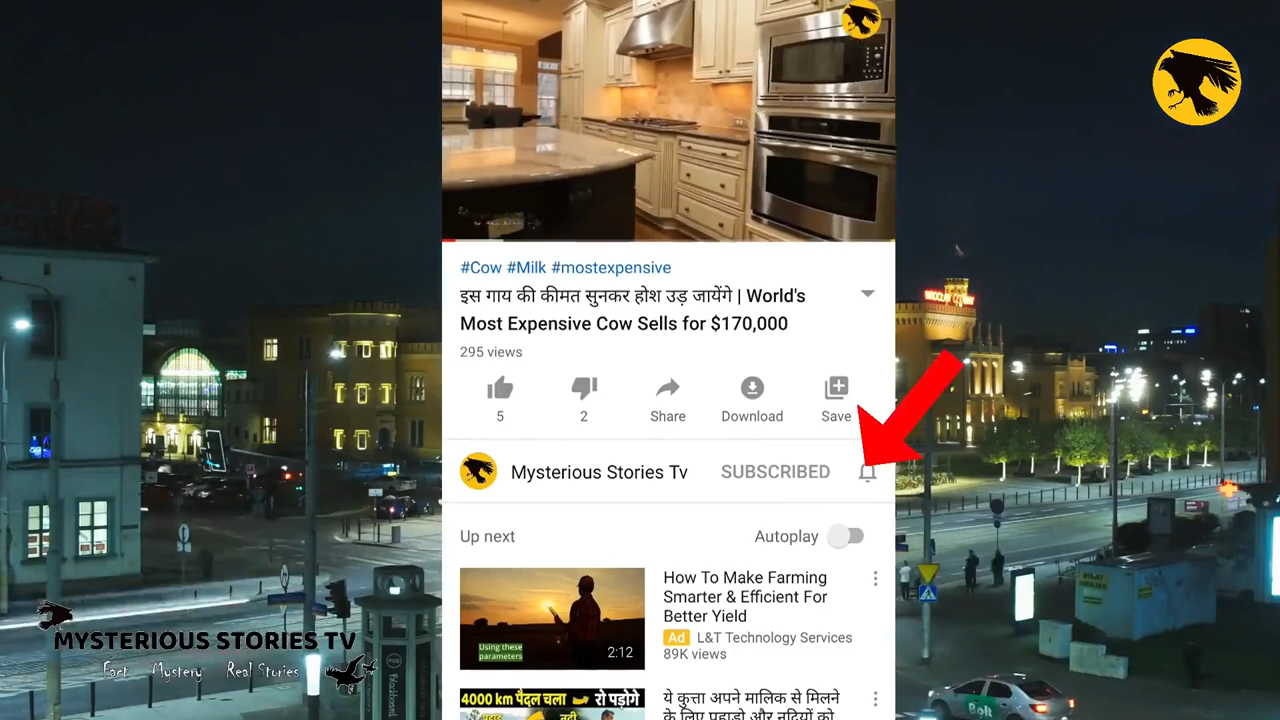 #Cow #Milk #mostexpensive
इस गाय की कीमत सुनकर होश उड़ जायेंगे | World's
Most Expensive Cow Sells for $170,000
295 views
5
2
Share
Download
Save
Mysterious Stories Tv
SUBSCRIBED
Up next
Autoplay
How To Make Farming
Smarter & Efficient For
Better Yield
Ad L&T Technology Services
89K views
Using these
parameters
2:12
4000 km पैदल चला
रो पड़ोगे
पहाड़
नदी
ये कुत्ता अपने मालिक से मिलने
के लिए पहाड़ों और नदियों को
MYSTERIOUS STORIES TV
Fact Mystery Real Stories
Bolt